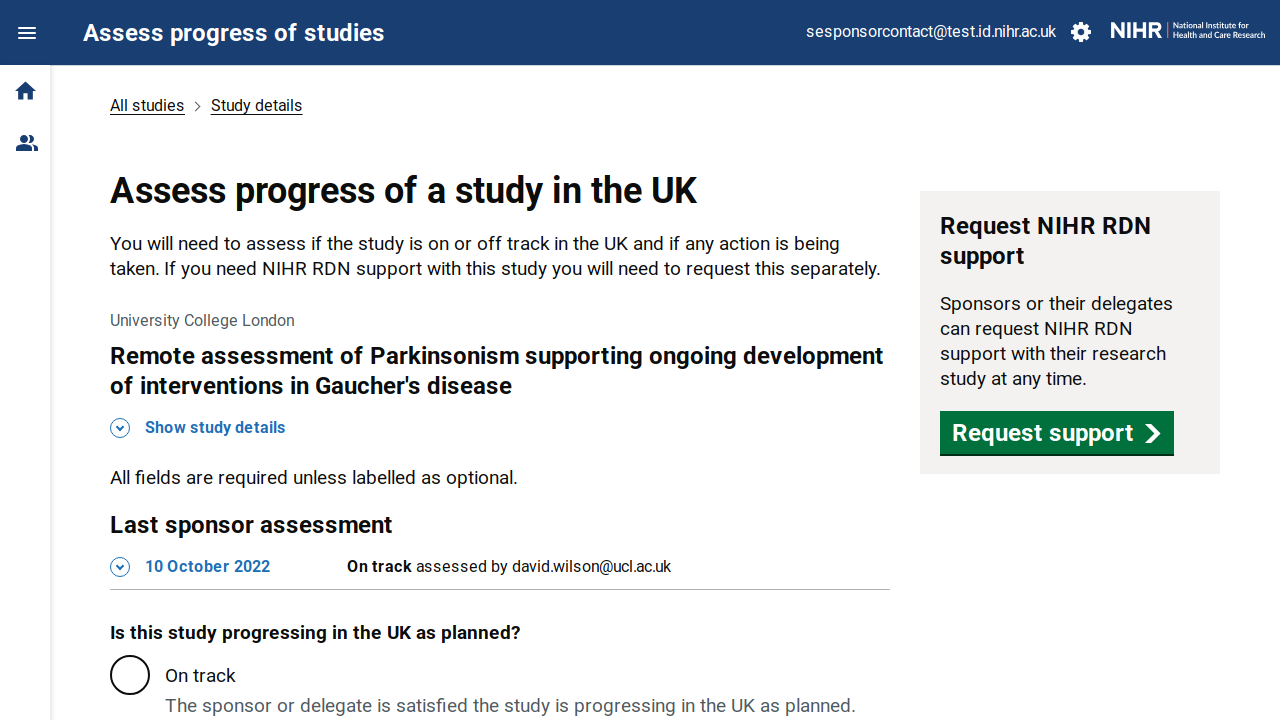 Assess progress of studies
sesponsorcontact@test.id.nihr.ac.uk
NIHR
National Institute for
Health and Care Research
All studies
Study details
Assess progress of a study in the UK
You will need to assess if the study is on or off track in the UK and if any action is being
taken. If you need NIHR RDN support with this study you will need to request this separately.
University College London
Remote assessment of Parkinsonism supporting ongoing development
of interventions in Gaucher's disease
Show study details
All fields are required unless labelled as optional.
Last sponsor assessment
10 October 2022
On track assessed by david.wilson@ucl.ac.uk
Is this study progressing in the UK as planned?
On track
The sponsor or delegate is satisfied the study is progressing in the UK as planned.
Request NIHR RDN
support
Sponsors or their delegates
can request NIHR RDN
support with their research
study at any time.
Request support